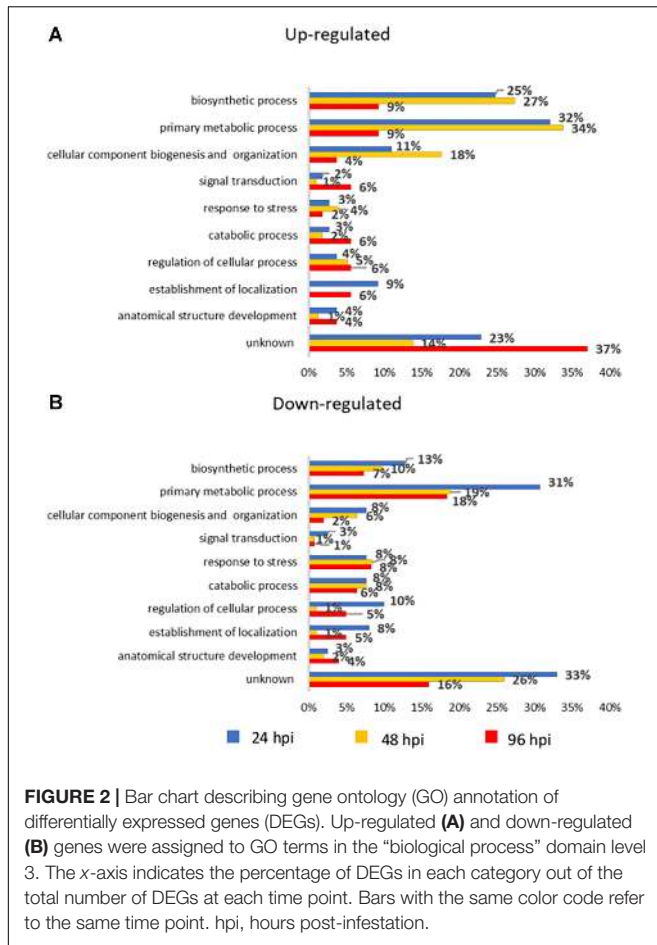 A
Up-regulated
biosynthetic process 25% 27% 9%
primary metabolic process 32% 34% 9%
cellular component biogenesis and organization 11% 18% 4%
signal transduction 2% 1% 6%
response to stress 3% 4% 2%
catabolic process 3% 2% 6%
regulation of cellular process 4% 5% 6%
establishment of localization 9% 6%
anatomical structure development 4% 1% 4%
unknown 23% 14% 37%
0% 5% 10% 15% 20% 25% 30% 35% 40%
B
Down-regulated
biosynthetic process 13% 10% 7%
primary metabolic process 31% 19% 18%
cellular component biogenesis and organization 8% 6% 2%
signal transduction 3% 1% 1%
response to stress 8% 8% 8%
catabolic process 8% 8% 6%
regulation of cellular process 10% 1% 5%
establishment of localization 8% 1% 5%
anatomical structure development 3% 2% 4%
unknown 33% 26% 16%
0% 5% 10% 15% 20% 25% 30% 35% 40%
24 hpi 48 hpi 96 hpi
FIGURE 2 | Bar chart describing gene ontology (GO) annotation of
differentially expressed genes (DEGs). Up-regulated (A) and down-regulated
(B) genes were assigned to GO terms in the “biological process” domain level
3. The x-axis indicates the percentage of DEGs in each category out of the
total number of DEGs at each time point. Bars with the same color code refer
to the same time point. hpi, hours post-infestation.